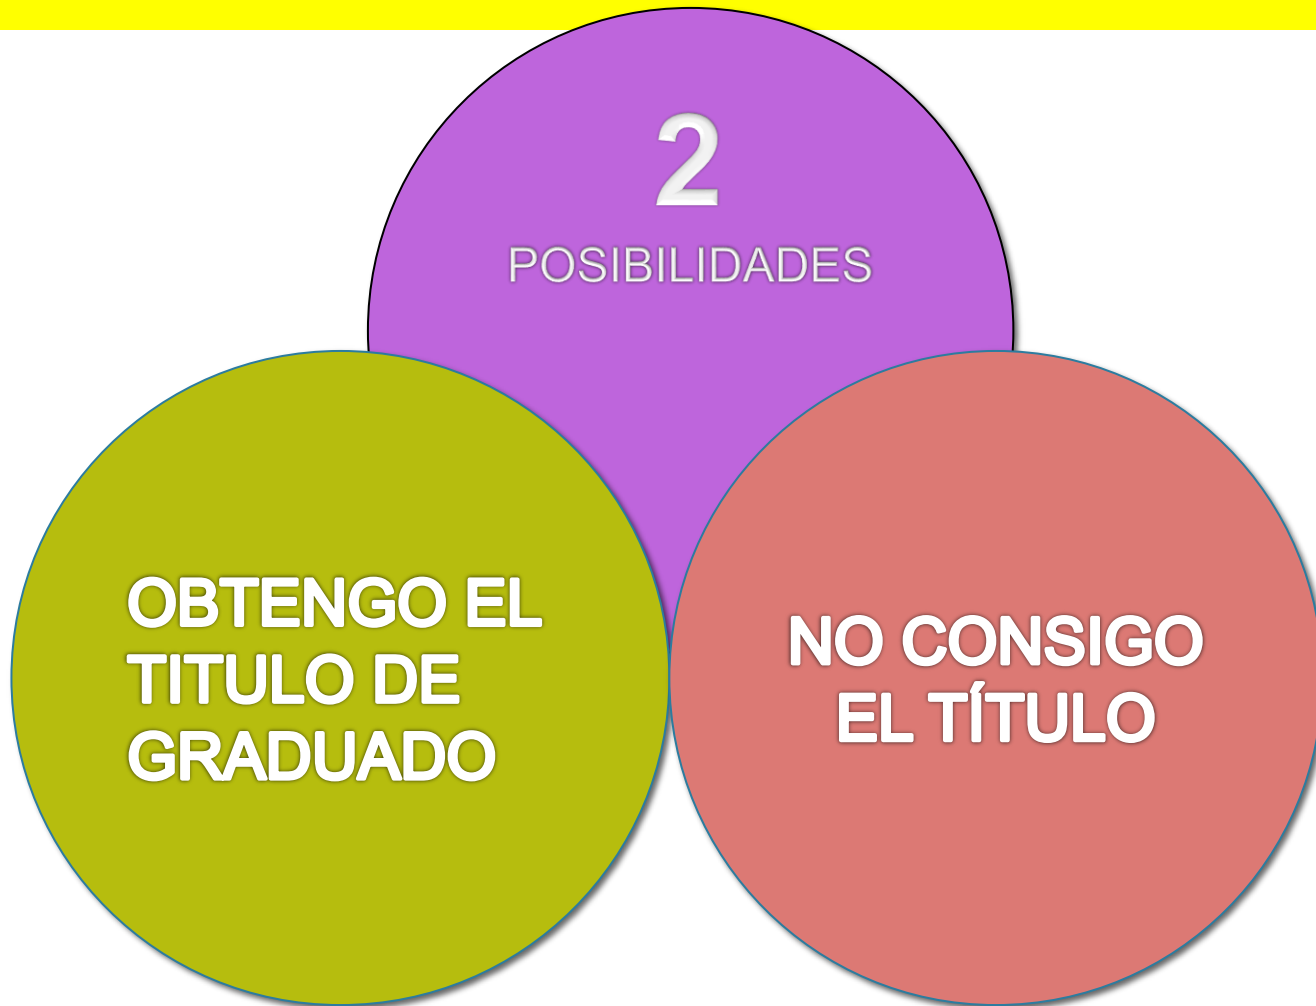 2
POSIBILIDADES
OBTENGO EL
TITULO DE
GRADUADO
NO CONSIGO
EL TÍTULO